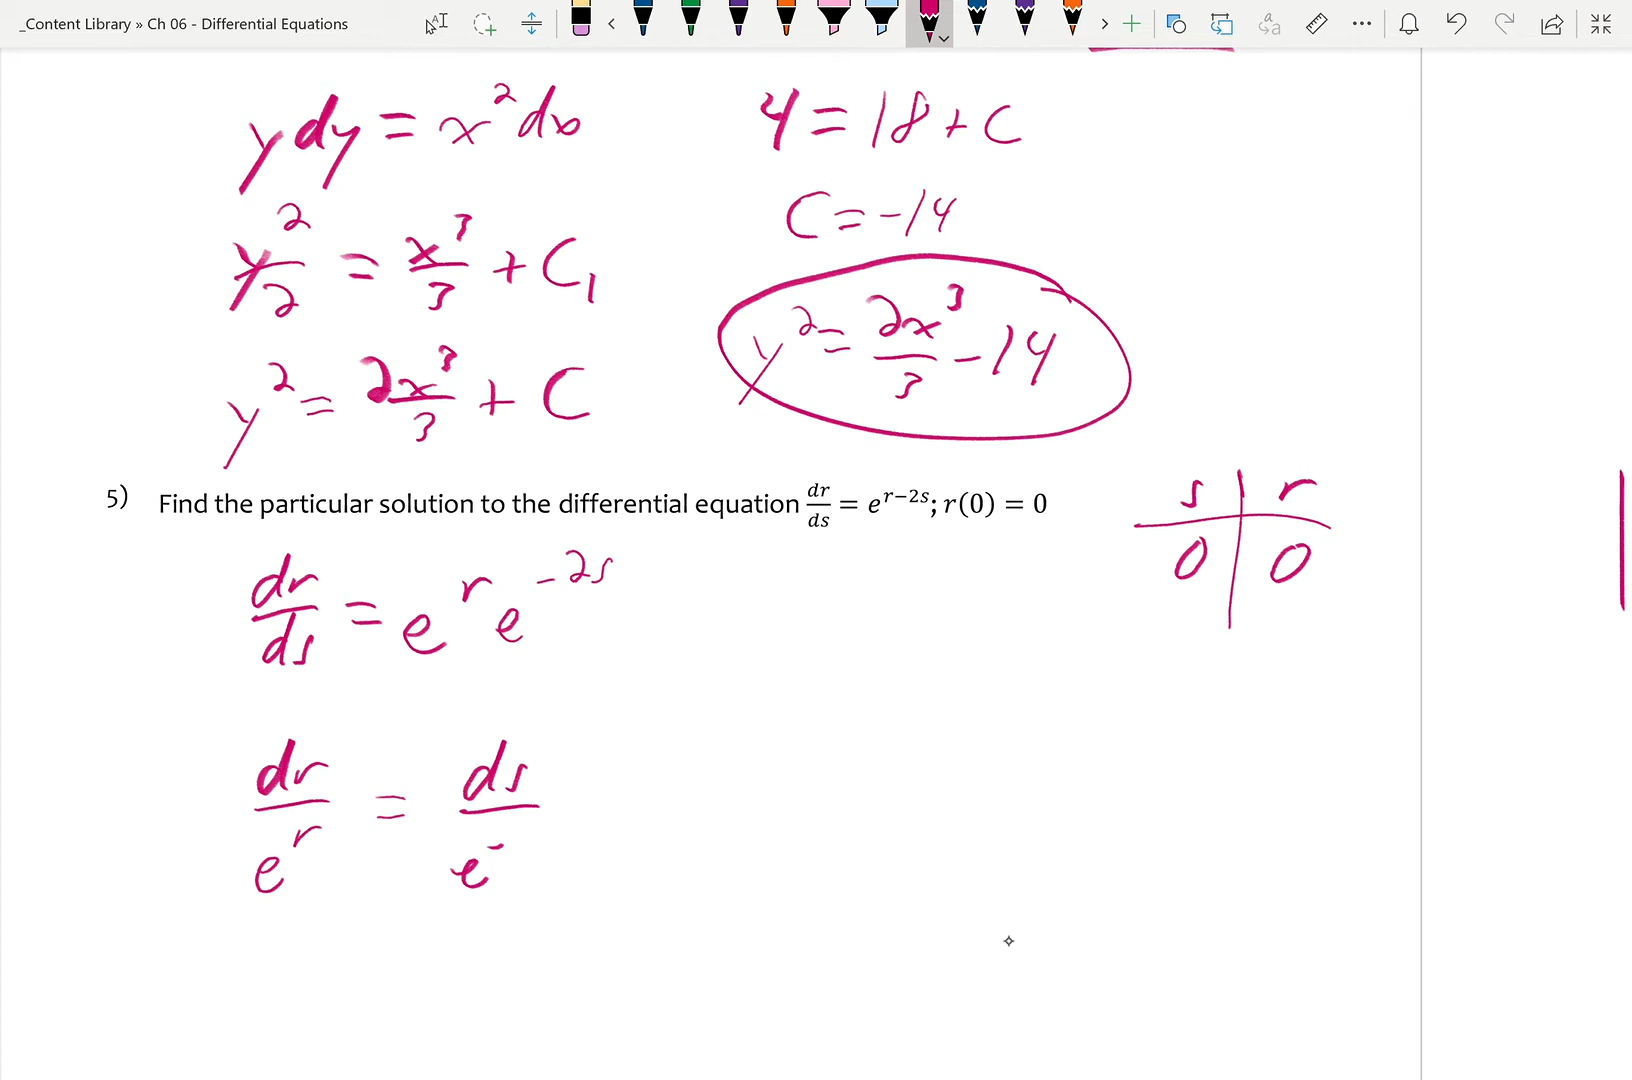 _Content Library » Ch 06 - Differential Equations
y dy = x² dx
y²/2 = x³/3 + C₁
y² = 2x³/3 + C
4 = 18 + C
C = -14
y² = 2x³/3 - 14
5) Find the particular solution to the differential equation dr/ds = e^(r−2s); r(0) = 0
s | r
0 | 0
dr/ds = e^r e^(-2s)
dr/e^r = ds/e^-